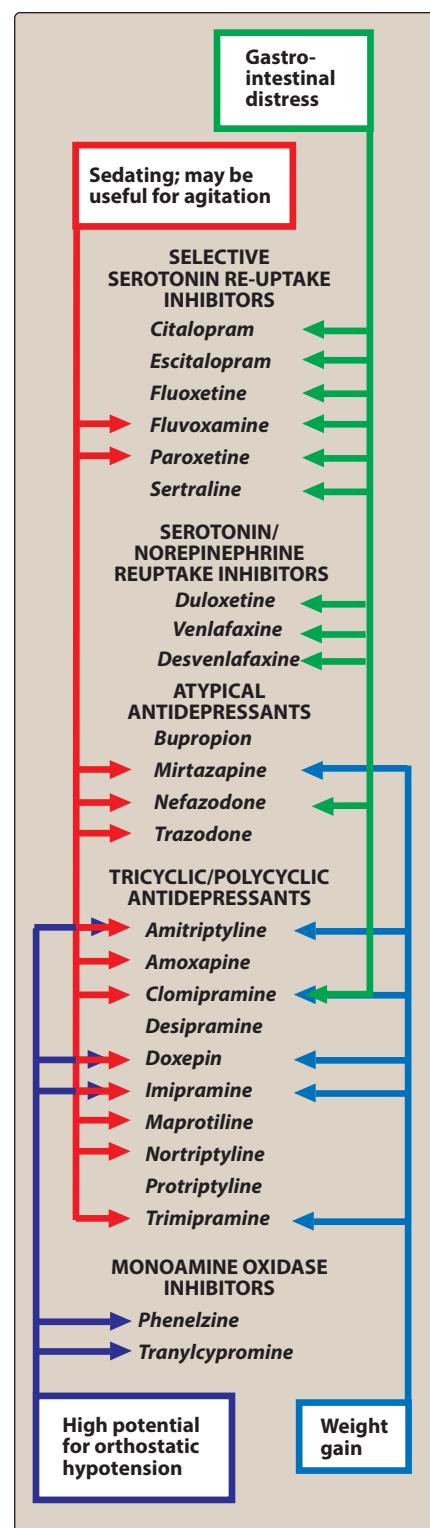 Gastro-
intestinal
distress
Sedating; may be
useful for agitation
SELECTIVE
SEROTONIN RE-UPTAKE
INHIBITORS
Citalopram
Escitalopram
Fluoxetine
Fluvoxamine
Paroxetine
Sertraline
SEROTONIN/
NOREPINEPHRINE
REUPTAKE INHIBITORS
Duloxetine
Venlafaxine
Desvenlafaxine
ATYPICAL
ANTIDEPRESSANTS
Bupropion
Mirtazapine
Nefazodone
Trazodone
TRICYCLIC/POLYCYCLIC
ANTIDEPRESSANTS
Amitriptyline
Amoxapine
Clomipramine
Desipramine
Doxepin
Imipramine
Maprotiline
Nortriptyline
Protriptyline
Trimipramine
MONOAMINE OXIDASE
INHIBITORS
Phenelzine
Tranylcypromine
High potential
for orthostatic
hypotension
Weight
gain